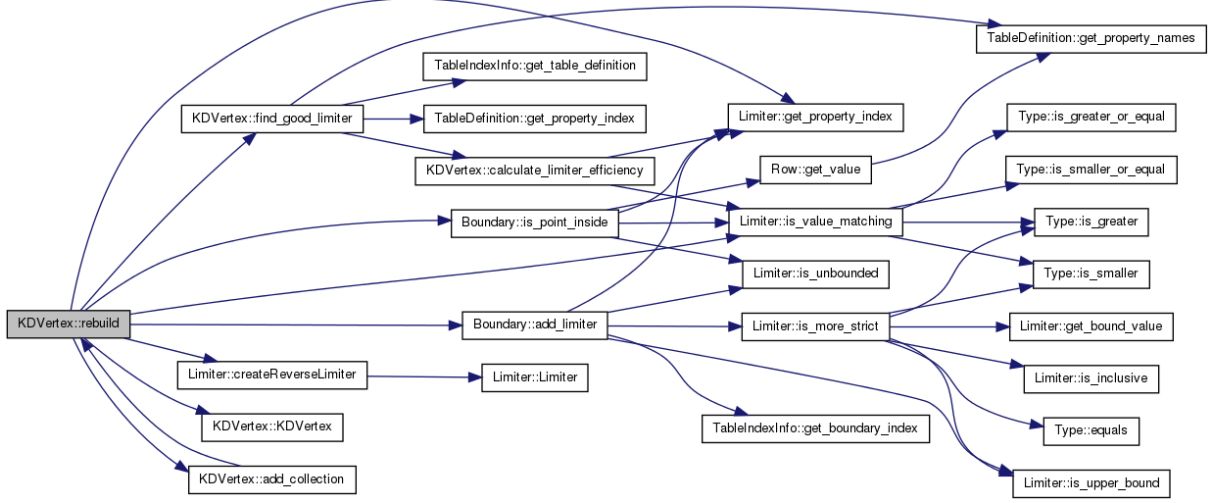 TableDefinition::get_property_names
TableIndexInfo::get_table_definition
KDVertex::find_good_limiter
TableDefinition::get_property_index
Limiter::get_property_index
Type::is_greater_or_equal
KDVertex::calculate_limiter_efficiency
Row::get_value
Type::is_smaller_or_equal
Boundary::is_point_inside
Limiter::is_value_matching
Type::is_greater
Limiter::is_unbounded
Type::is_smaller
KDVertex::rebuild
Boundary::add_limiter
Limiter::is_more_strict
Limiter::get_bound_value
Limiter::createReverseLimiter
Limiter::Limiter
Limiter::is_inclusive
KDVertex::KDVertex
TableIndexInfo::get_boundary_index
Type::equals
KDVertex::add_collection
Limiter::is_upper_bound